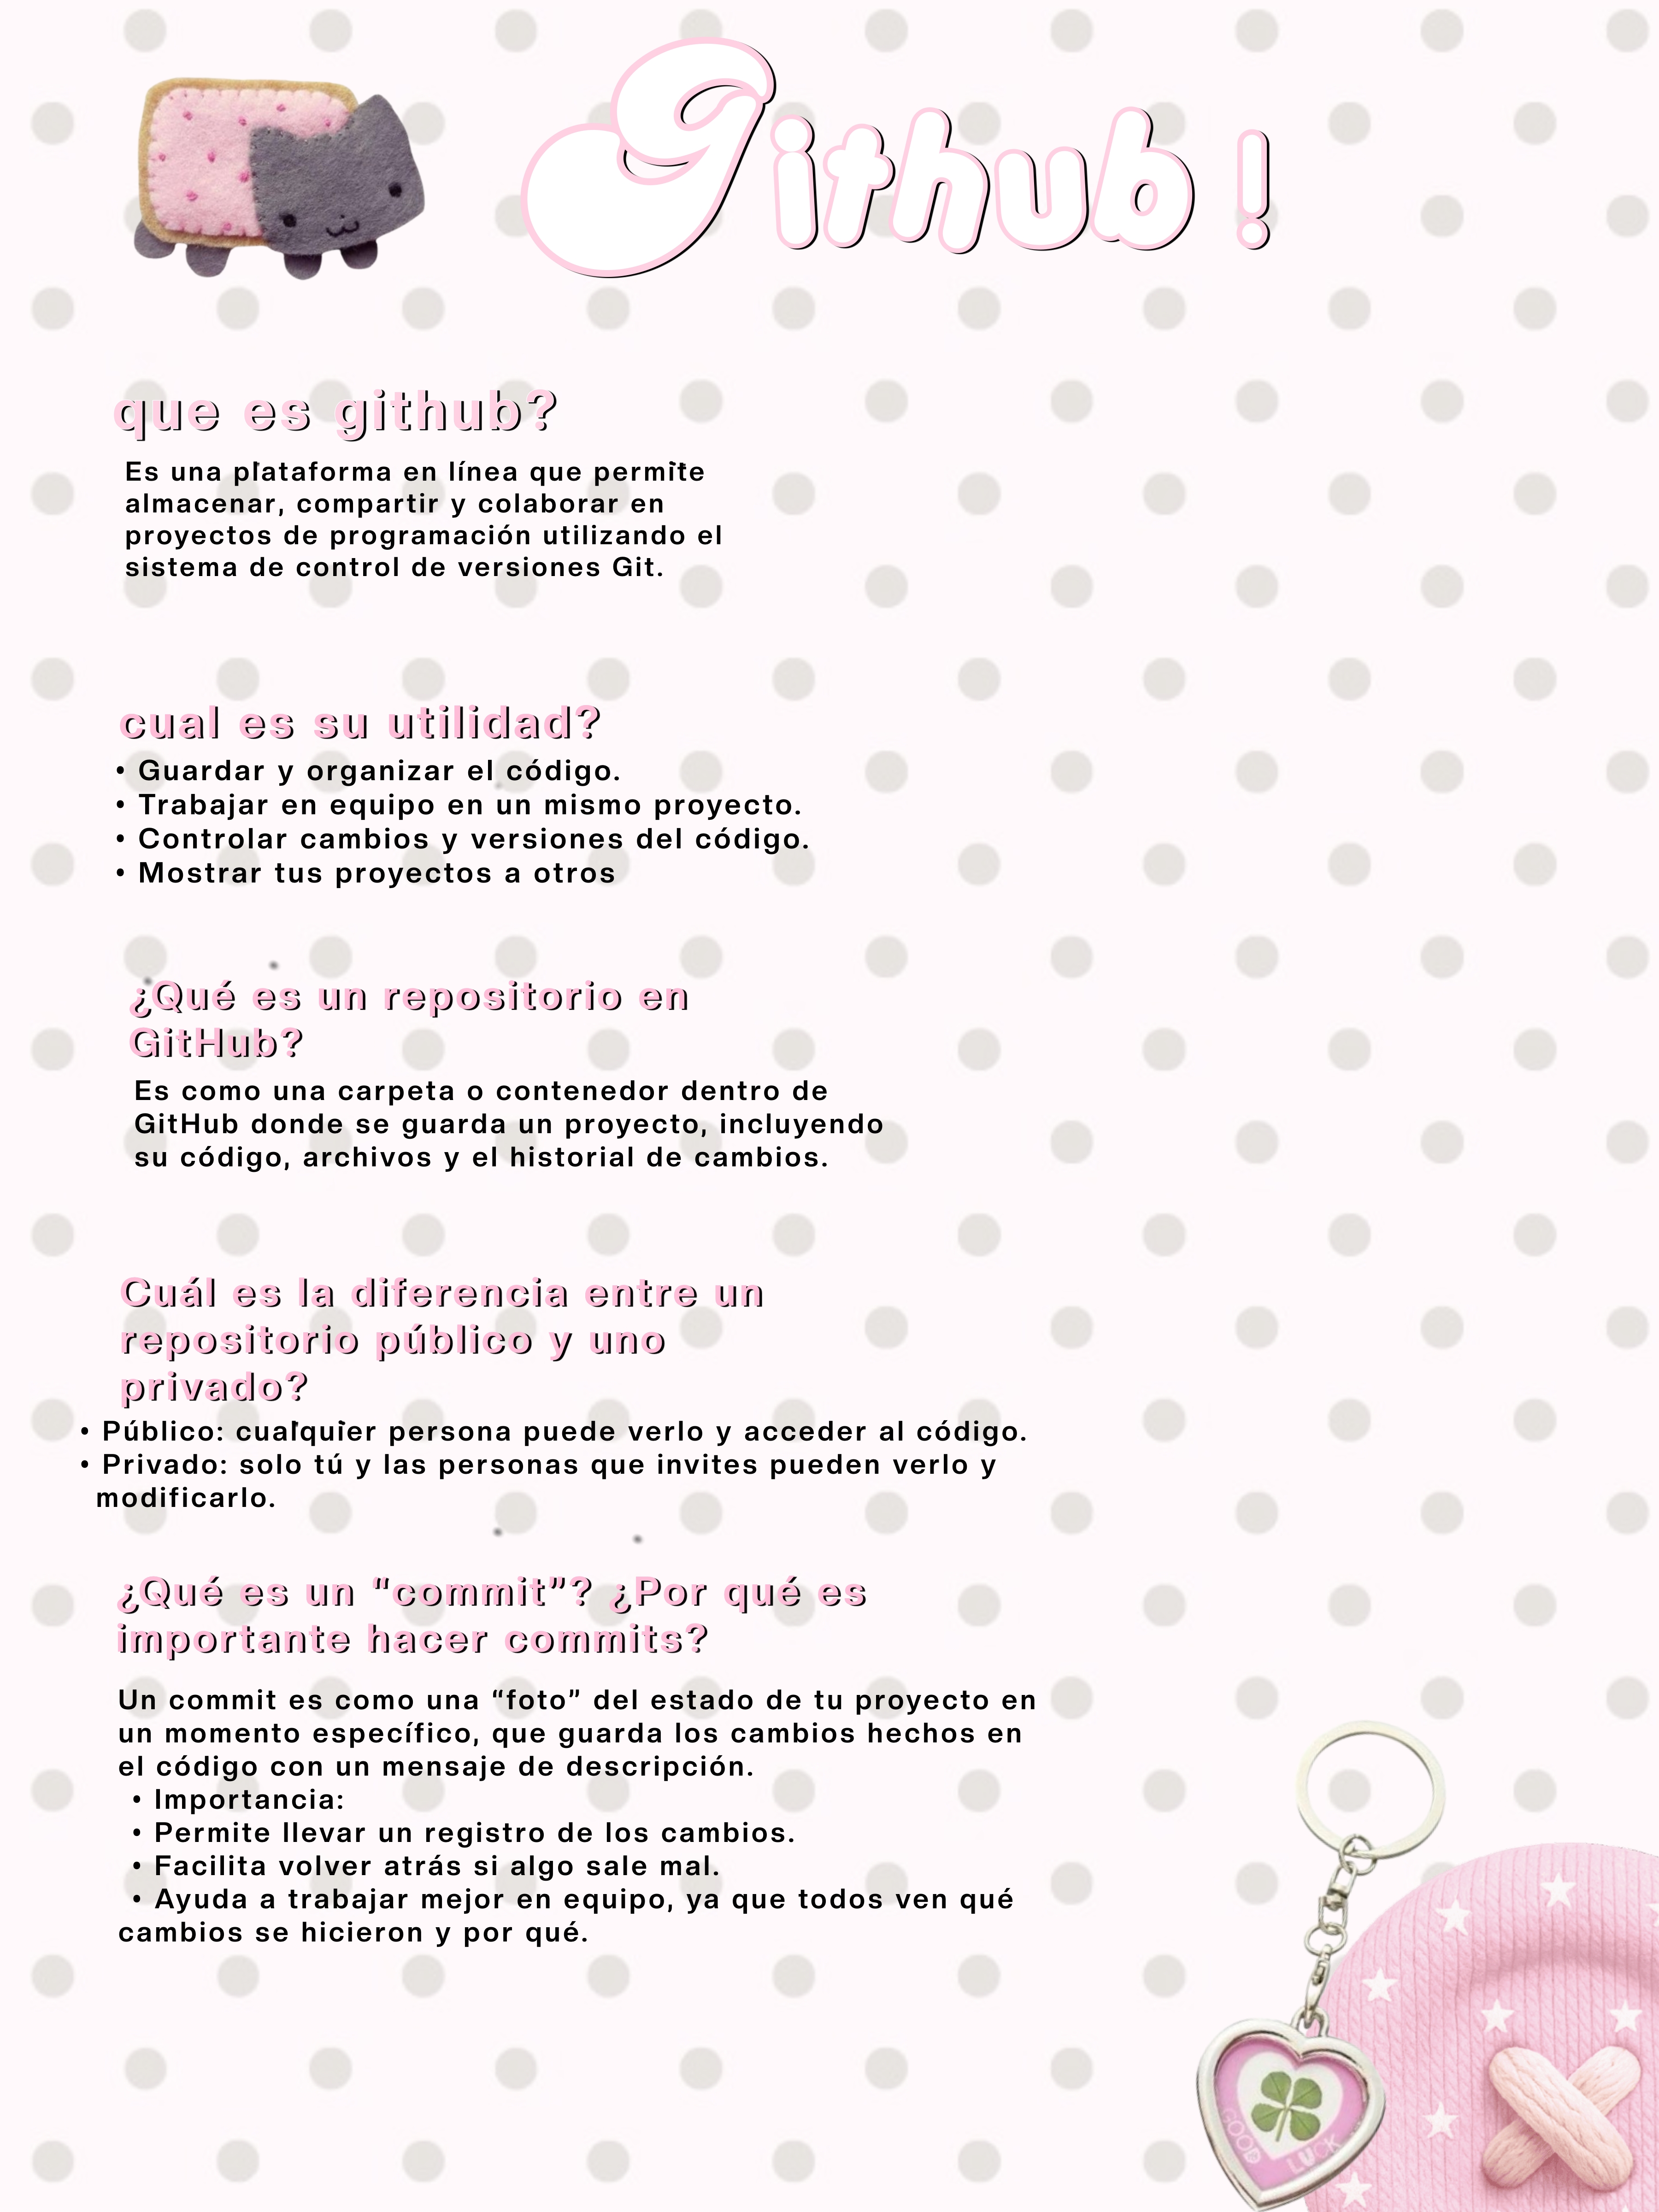 Github !
que es github?
Es una plataforma en línea que permite
almacenar, compartir y colaborar en
proyectos de programación utilizando el
sistema de control de versiones Git.
cual es su utilidad?
• Guardar y organizar el código.
• Trabajar en equipo en un mismo proyecto.
• Controlar cambios y versiones del código.
• Mostrar tus proyectos a otros
¿Qué es un repositorio en
GitHub?
Es como una carpeta o contenedor dentro de
GitHub donde se guarda un proyecto, incluyendo
su código, archivos y el historial de cambios.
Cuál es la diferencia entre un
repositorio público y uno
privado?
• Público: cualquier persona puede verlo y acceder al código.
• Privado: solo tú y las personas que invites pueden verlo y
modificarlo.
¿Qué es un “commit”? ¿Por qué es
importante hacer commits?
Un commit es como una “foto” del estado de tu proyecto en
un momento específico, que guarda los cambios hechos en
el código con un mensaje de descripción.
• Importancia:
• Permite llevar un registro de los cambios.
• Facilita volver atrás si algo sale mal.
• Ayuda a trabajar mejor en equipo, ya que todos ven qué
cambios se hicieron y por qué.
GOOD LUCK